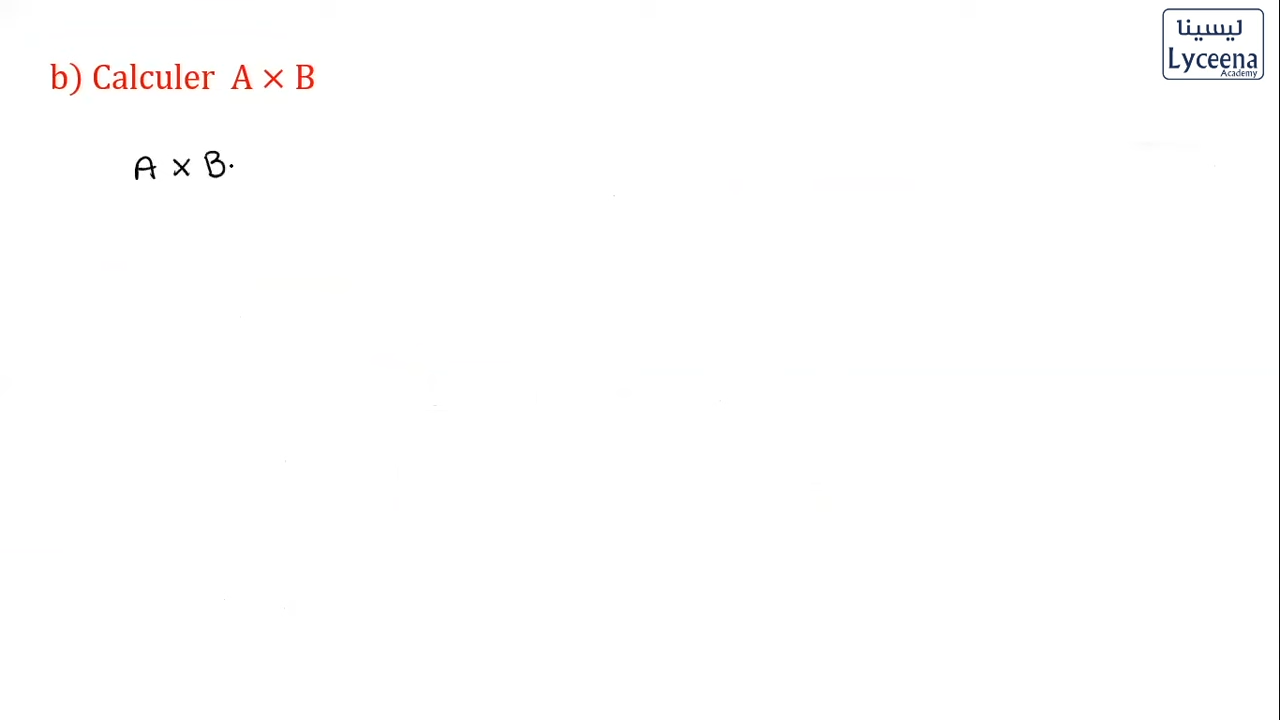 ليسينا
Lyceena
Academy
b) Calculer A × B
A × B.